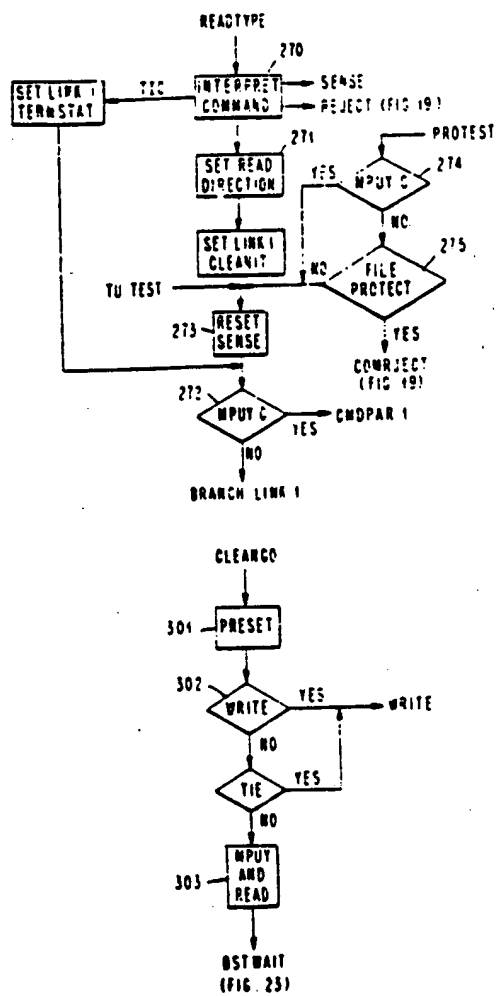 READTYPE
270
SET LINK 1
TERMSTAT
TIC
INTERPRET
COMMAND
SENSE
REJECT (FIG 19)
271
SET READ
DIRECTION
PROTEST
YES
MPUY C
274
NO
SET LINK 1
CLEANIT
275
FILE
PROTECT
NO
TU TEST
273
RESET
SENSE
YES
COMRJECT
(FIG 19)
272
MPUY C
YES
CMDPAR 1
NO
BRANCH LINK 1
CLEANGO
301
PRESET
302
WRITE
YES
WRITE
NO
TIE
YES
NO
303
MPUY
AND
READ
BSTWAIT
(FIG. 23)